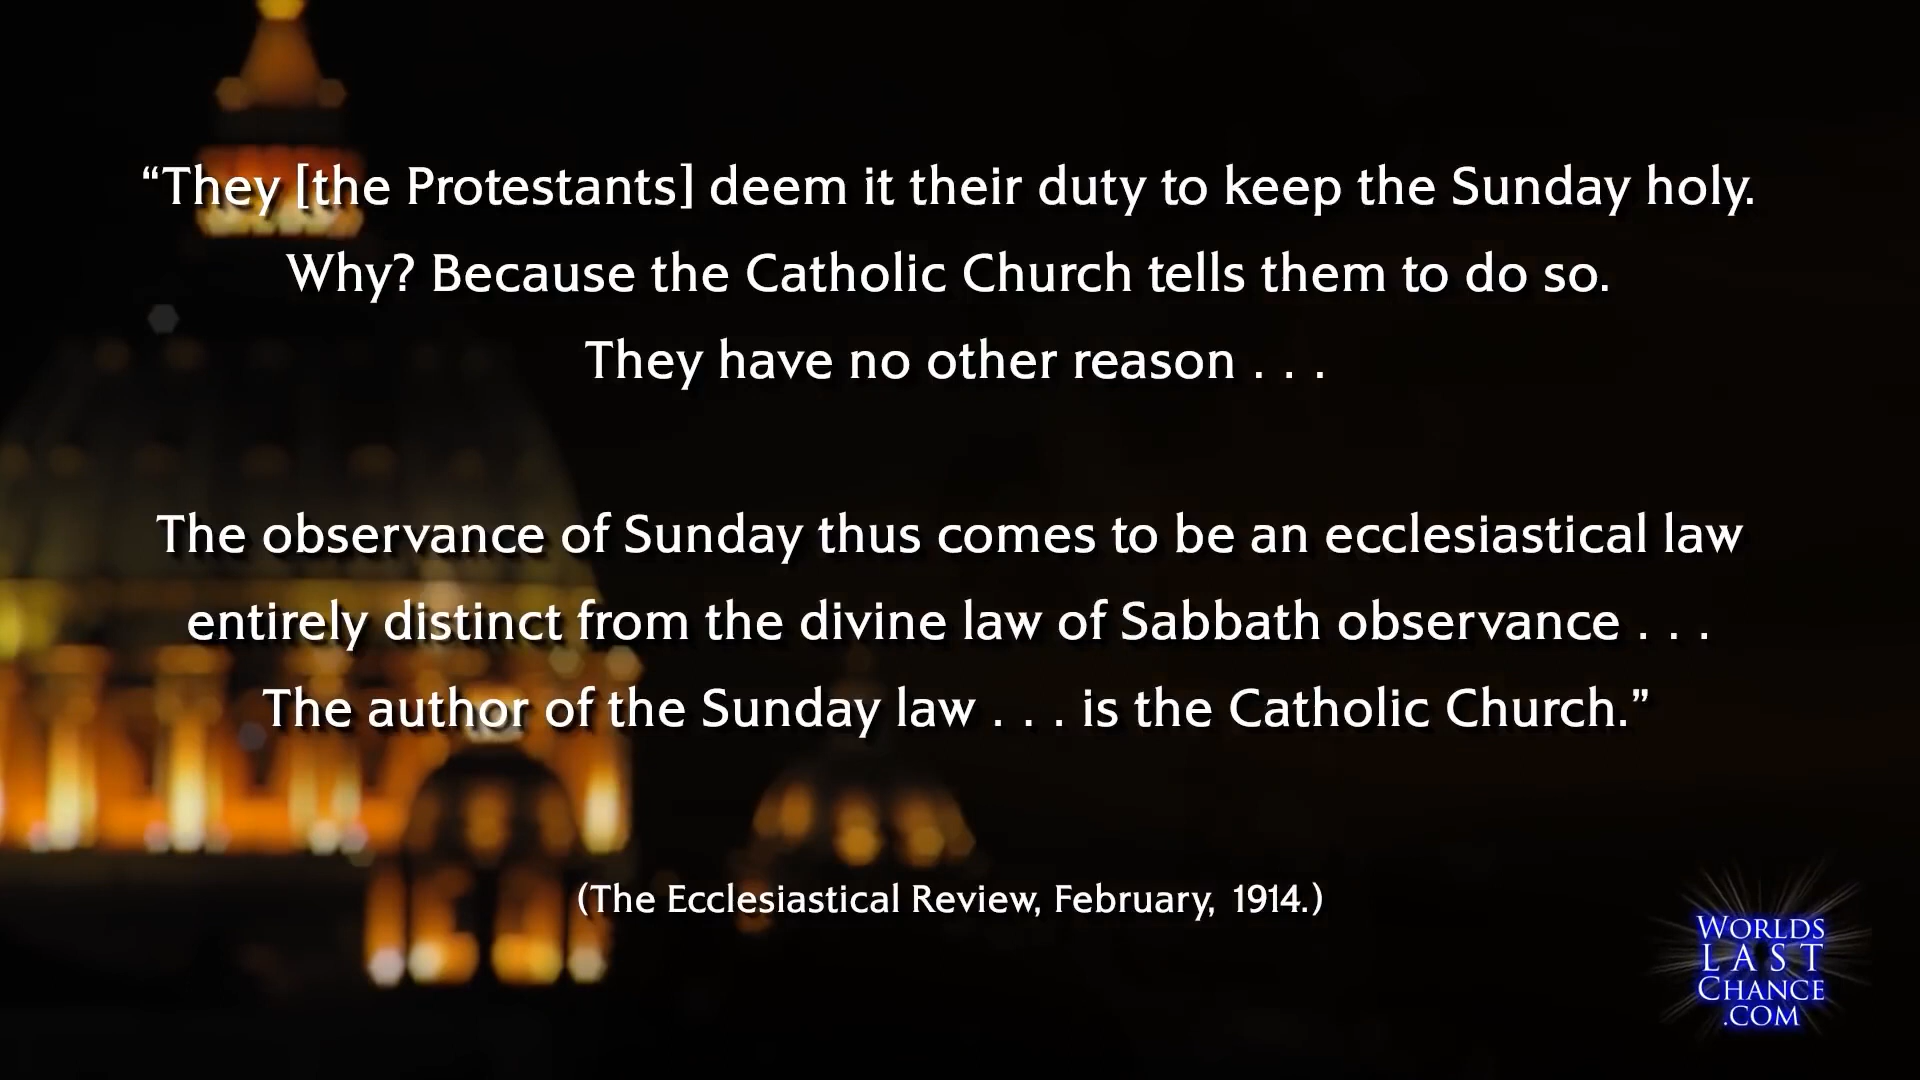 “They [the Protestants] deem it their duty to keep the Sunday holy.
Why? Because the Catholic Church tells them to do so.
They have no other reason . . .
The observance of Sunday thus comes to be an ecclesiastical law
entirely distinct from the divine law of Sabbath observance . . .
The author of the Sunday law . . . is the Catholic Church.”
(The Ecclesiastical Review, February, 1914.)
WORLDS
LAST
CHANCE
.COM